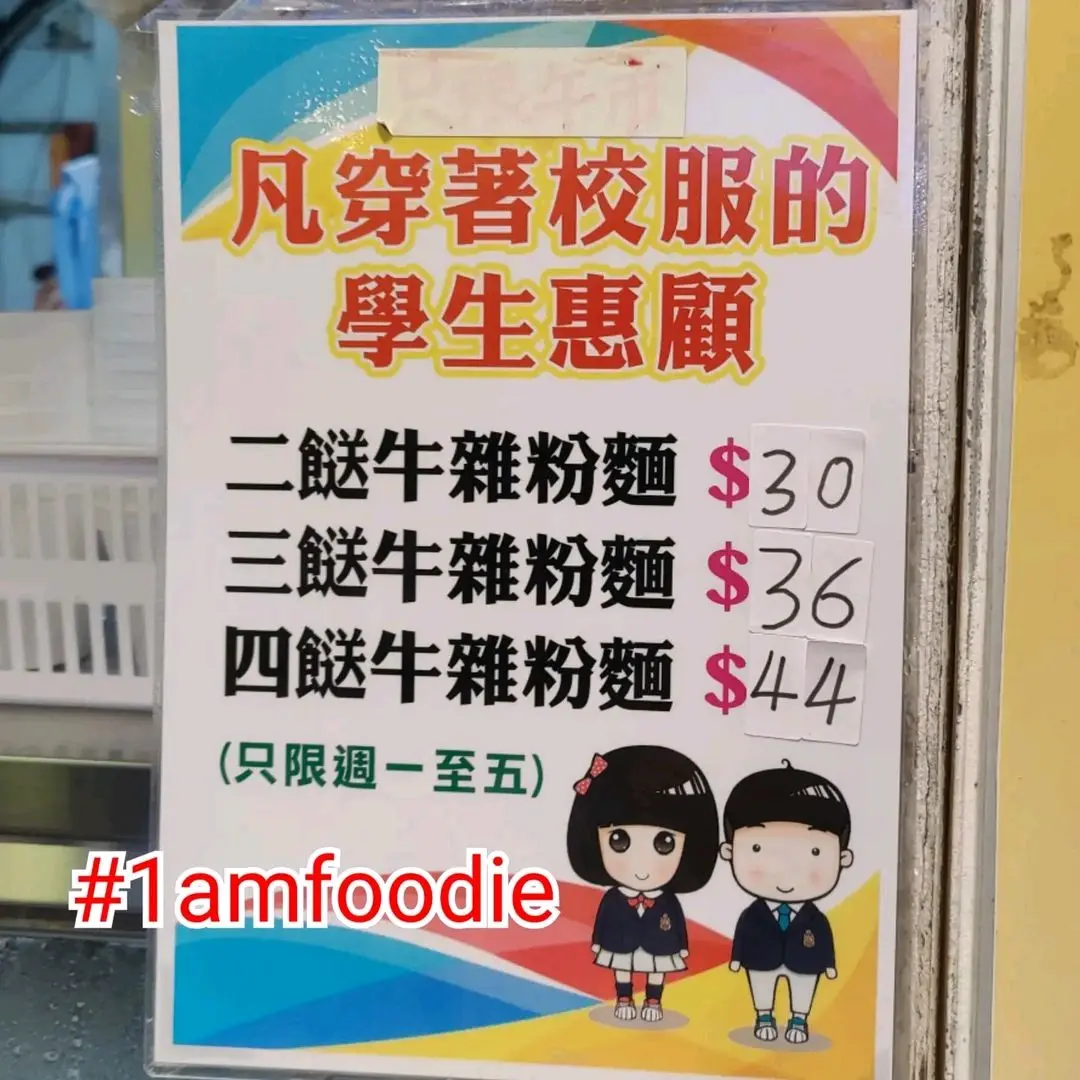 凡穿著校服的
學生惠顧
二餸牛雜粉麵 $30
三餸牛雜粉麵 $36
四餸牛雜粉麵 $44
(只限週一至五)
#1amfoodie